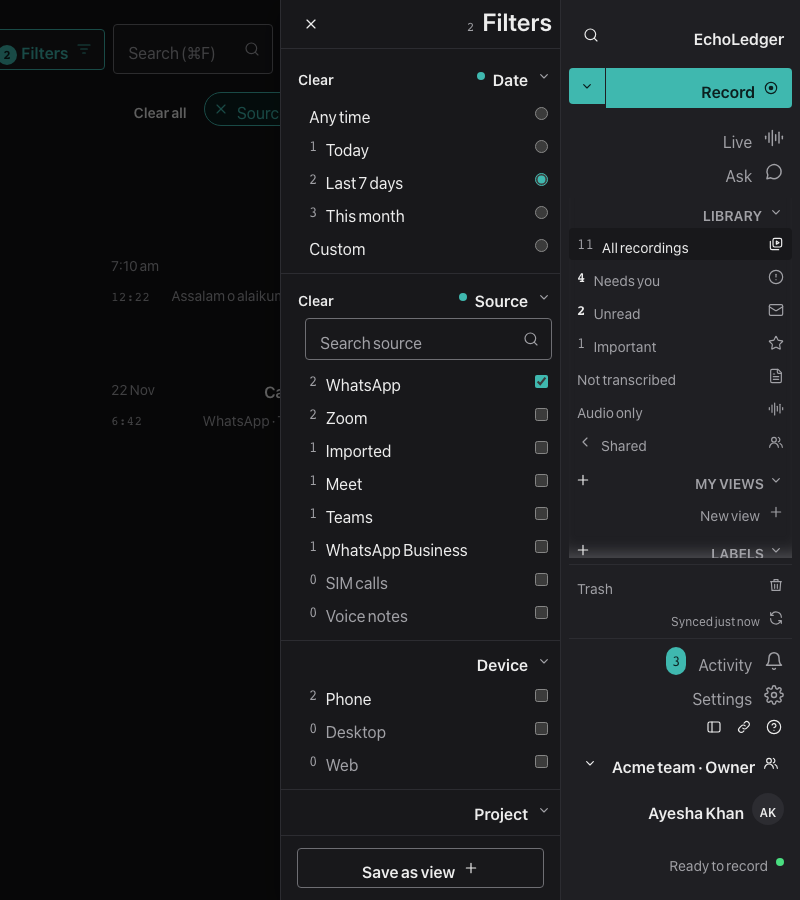 EchoLedger
Record
Live
Ask
LIBRARY
All recordings 11
Needs you 4
Unread 2
Important 1
Not transcribed
Audio only
Shared
MY VIEWS
New view
LABELS
Trash
Synced just now
Activity 3
Settings
Acme team · Owner
AK Ayesha Khan
Ready to record
Filters 2
Date Clear
Any time
Today 1
Last 7 days 2
This month 3
Custom
Source Clear
Search source
WhatsApp 2
Zoom 2
Imported 1
Meet 1
Teams 1
WhatsApp Business 1
SIM calls 0
Voice notes 0
Device
Phone 2
Desktop 0
Web 0
Project
Save as view
Search (⌘F)
Filters 2
Sourc
Clear all
7:10 am
Assalam o alaikum
12:22
22 Nov
Ca
WhatsApp ·
6:42